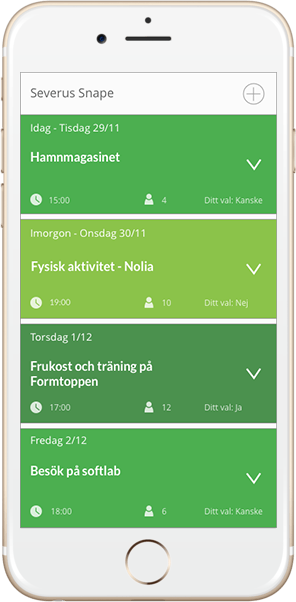 Severus Snape
Idag - Tisdag 29/11
Hamnmagasinet
15:00 4 Ditt val: Kanske
Imorgon - Onsdag 30/11
Fysisk aktivitet - Nolia
19:00 10 Ditt val: Nej
Torsdag 1/12
Frukost och träning på
Formtoppen
17:00 12 Ditt val: Ja
Fredag 2/12
Besök på softlab
18:00 6 Ditt val: Kanske